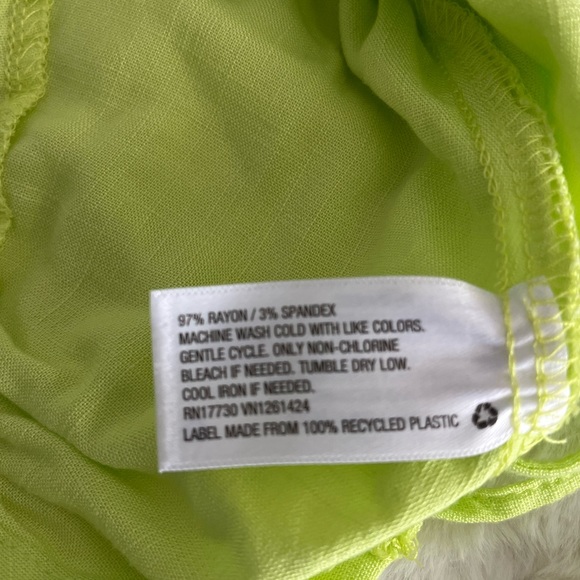 97% RAYON / 3% SPANDEX
MACHINE WASH COLD WITH LIKE COLORS.
GENTLE CYCLE. ONLY NON-CHLORINE
BLEACH IF NEEDED. TUMBLE DRY LOW.
COOL IRON IF NEEDED.
RN17730 VN1261424
LABEL MADE FROM 100% RECYCLED PLASTIC